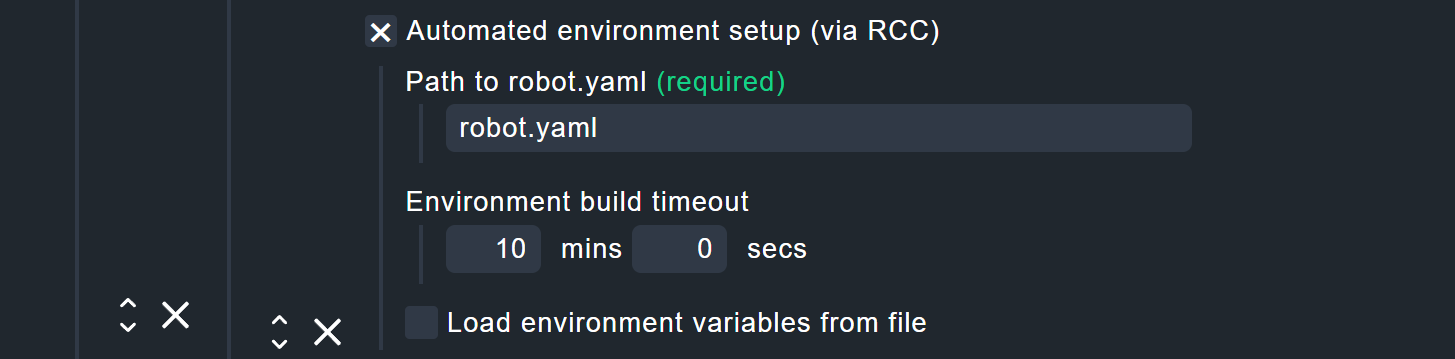 Automated environment setup (via RCC)
Path to robot.yaml (required)
robot.yaml
Environment build timeout
10 mins 0 secs
Load environment variables from file